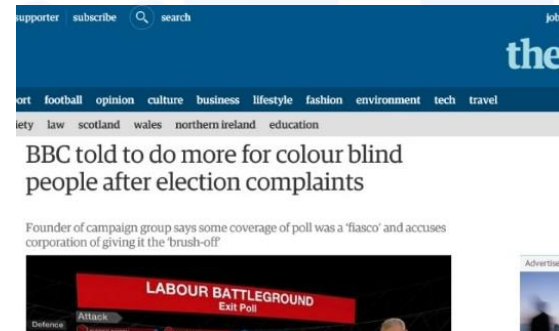 supporter subscribe search job
the
ort football opinion culture business lifestyle fashion environment tech travel
iety law scotland wales northern ireland education
BBC told to do more for colour blind
people after election complaints
Founder of campaign group says some coverage of poll was a ‘fiasco’ and accuses
corporation of giving it the ‘brush-off’
Advertise
LABOUR BATTLEGROUND
Exit Poll
Attack
Defence